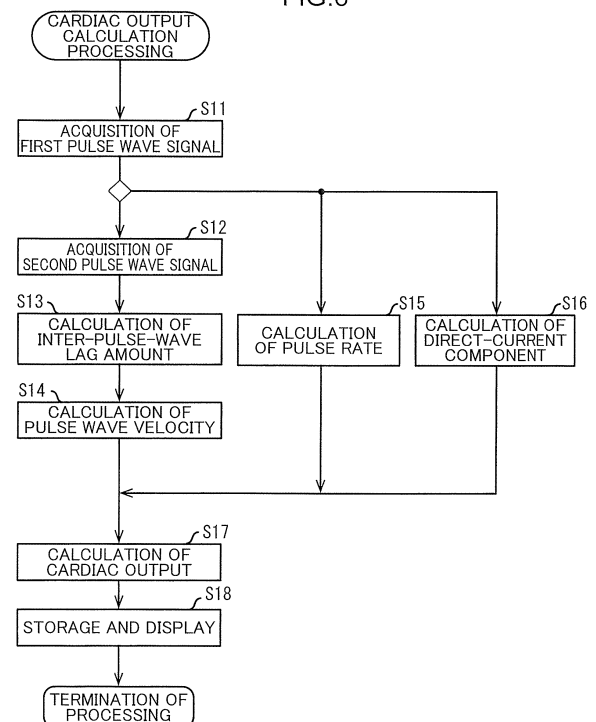 CARDIAC OUTPUT
CALCULATION
PROCESSING
S11
ACQUISITION OF
FIRST PULSE WAVE SIGNAL
S12
ACQUISITION OF
SECOND PULSE WAVE SIGNAL
S13
CALCULATION OF
INTER-PULSE-WAVE
LAG AMOUNT
S15
CALCULATION
OF PULSE RATE
S16
CALCULATION OF
DIRECT-CURRENT
COMPONENT
S14
CALCULATION OF
PULSE WAVE VELOCITY
S17
CALCULATION OF
CARDIAC OUTPUT
S18
STORAGE AND DISPLAY
TERMINATION OF
PROCESSING